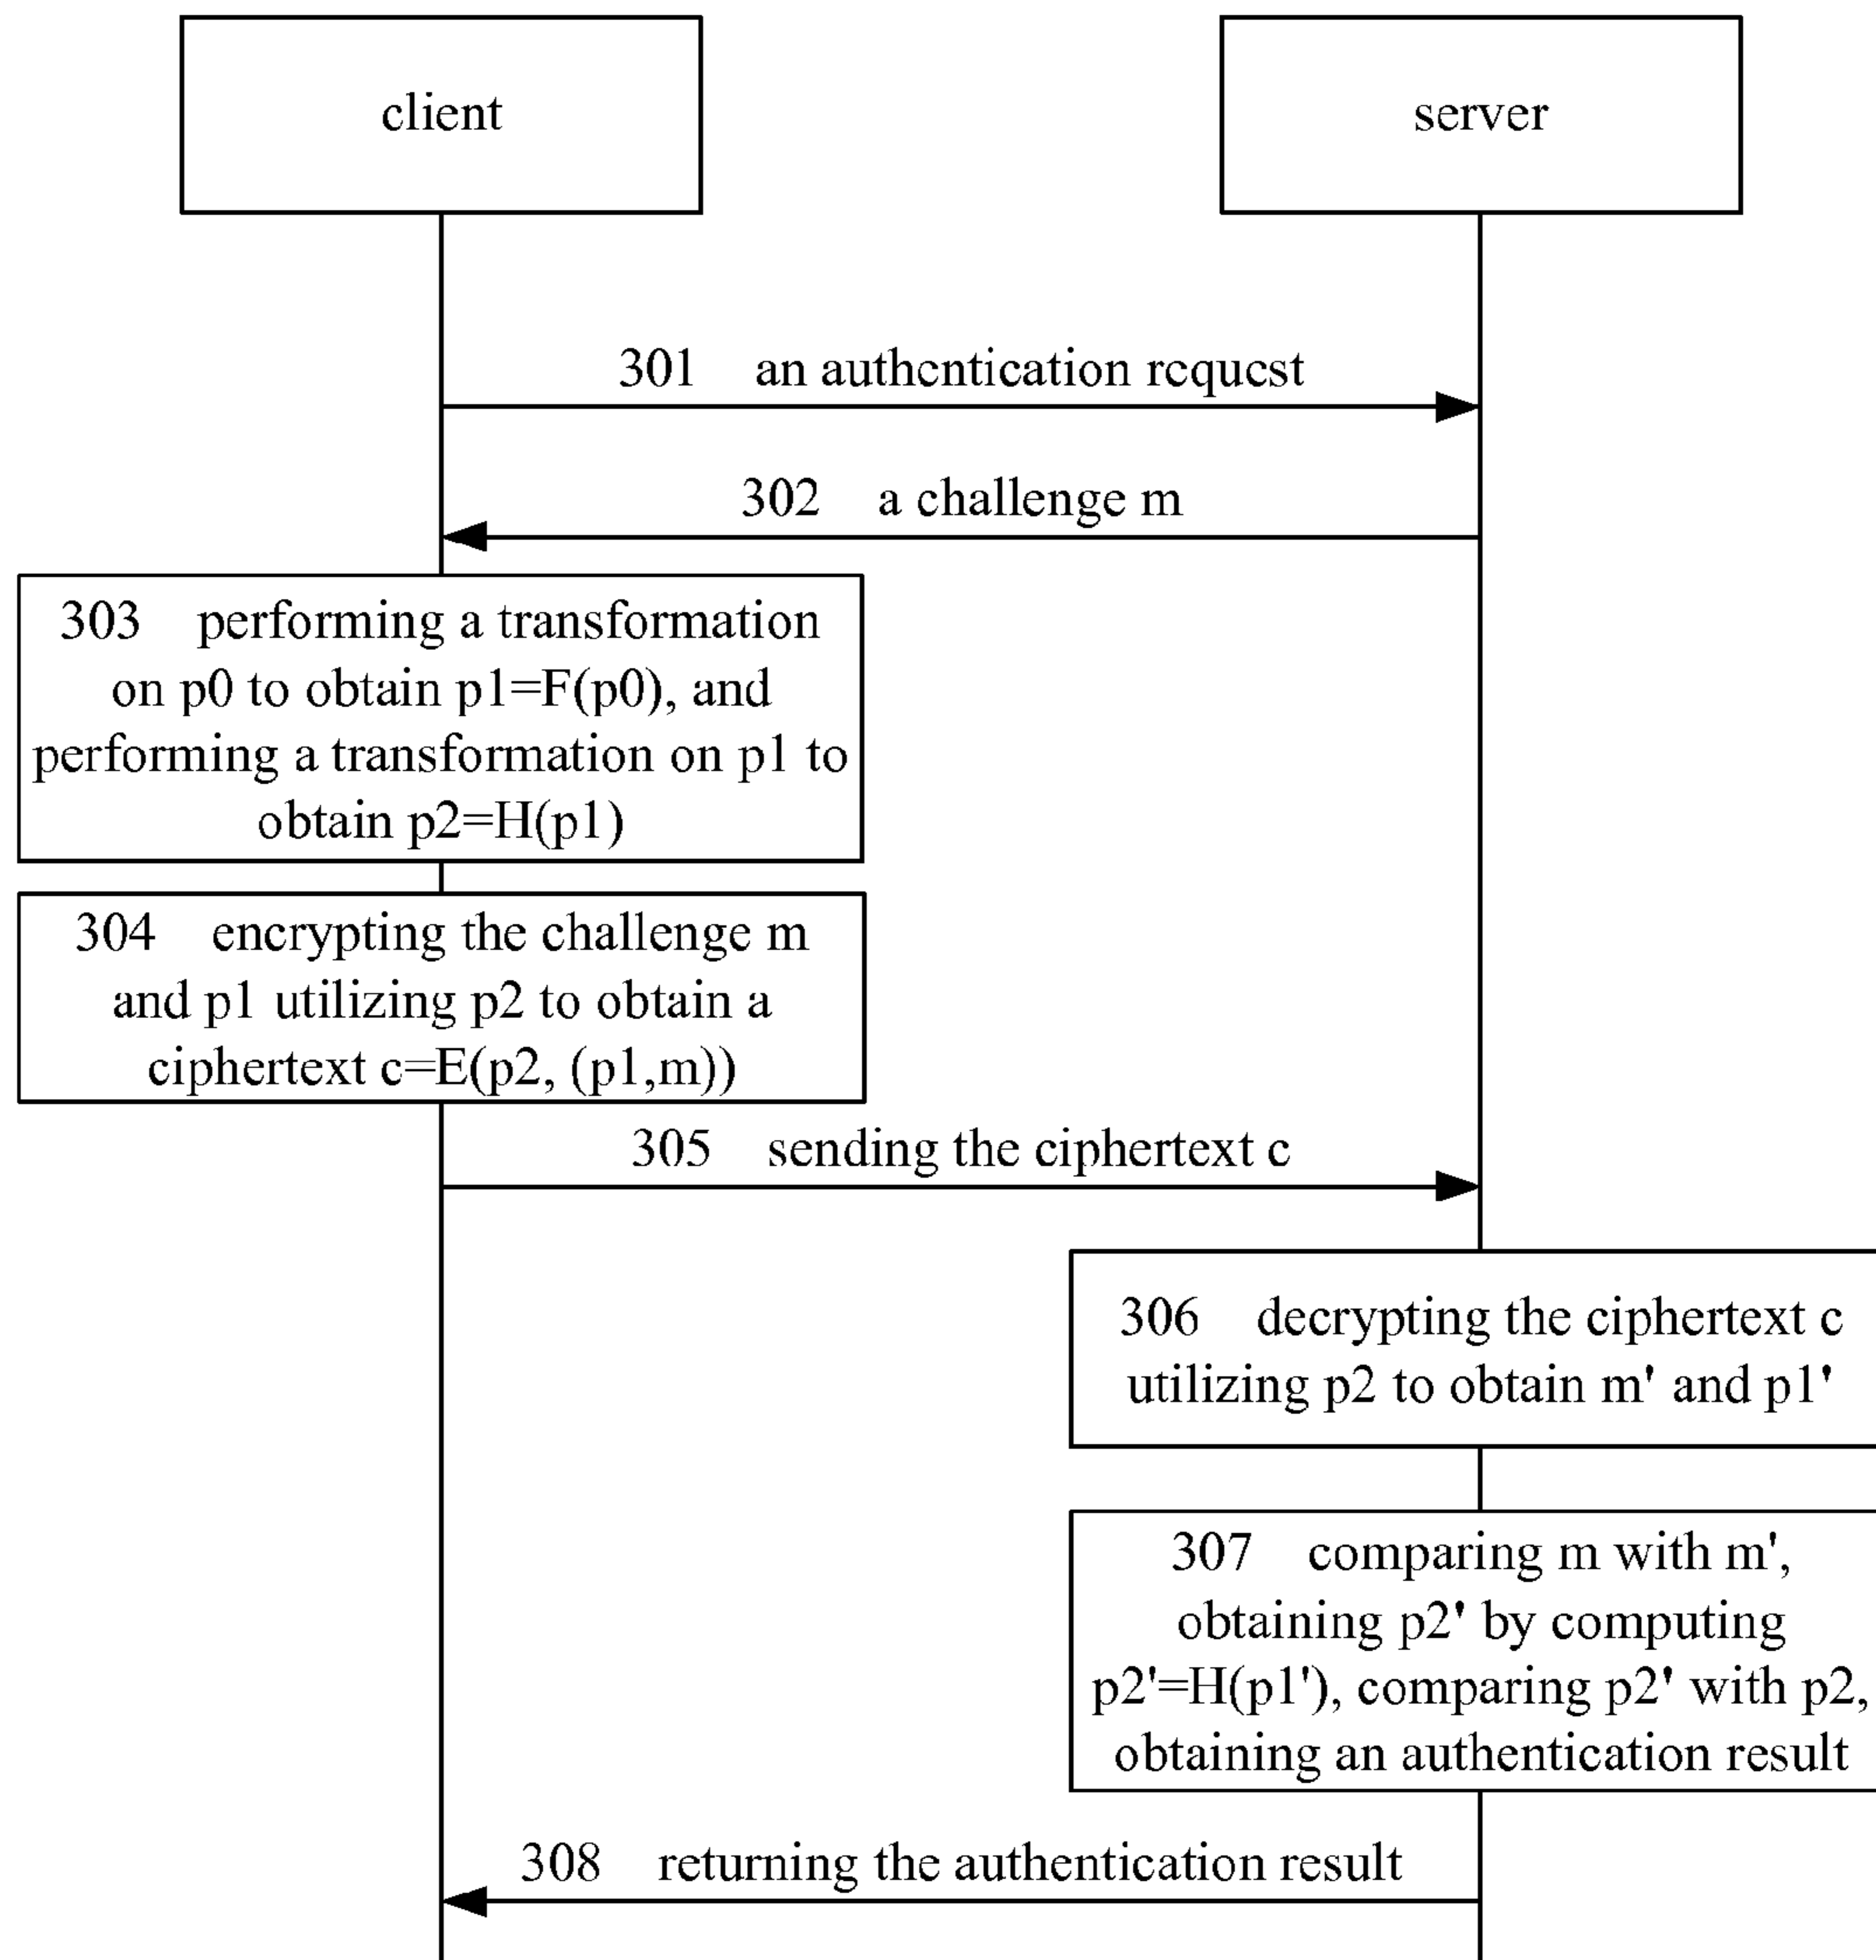 client
server
301 an authentication request
302 a challenge m
303 performing a transformation
on p0 to obtain p1=F(p0), and
performing a transformation on p1 to
obtain p2=H(p1)
304 encrypting the challenge m
and p1 utilizing p2 to obtain a
ciphertext c=E(p2, (p1,m))
305 sending the ciphertext c
306 decrypting the ciphertext c
utilizing p2 to obtain m' and p1'
307 comparing m with m',
obtaining p2' by computing
p2'=H(p1'), comparing p2' with p2,
obtaining an authentication result
308 returning the authentication result